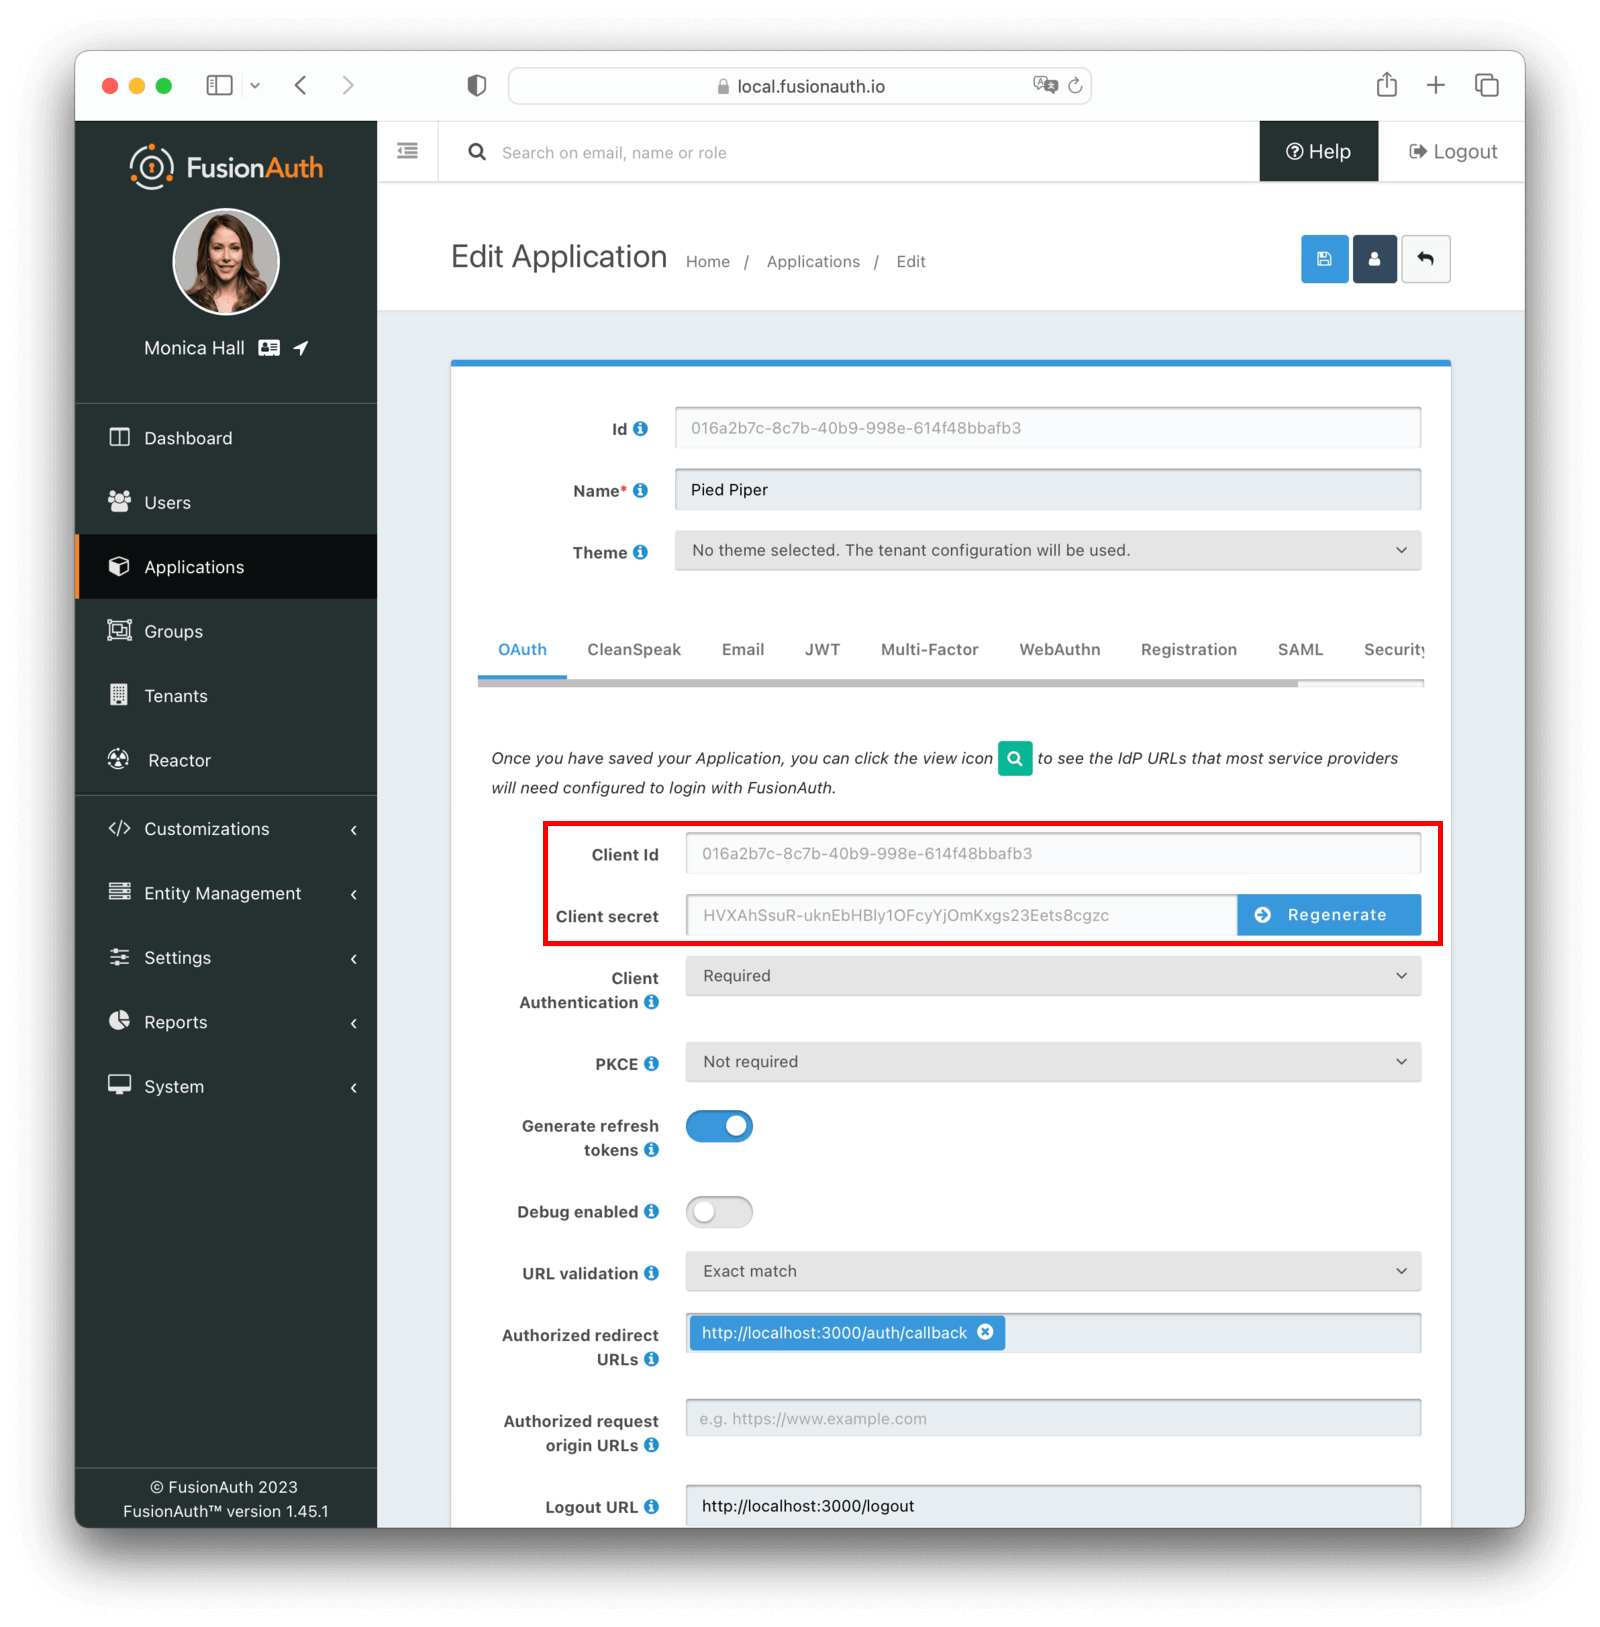 local.fusionauth.io
FusionAuth
Search on email, name or role
Help
Logout
Monica Hall
Edit Application
Home / Applications / Edit
Dashboard
Users
Applications
Groups
Tenants
Reactor
Customizations
Entity Management
Settings
Reports
System
© FusionAuth 2023
FusionAuth™ version 1.45.1
Id
016a2b7c-8c7b-40b9-998e-614f48bbafb3
Name*
Pied Piper
Theme
No theme selected. The tenant configuration will be used.
OAuth CleanSpeak Email JWT Multi-Factor WebAuthn Registration SAML Security
Once you have saved your Application, you can click the view icon to see the IdP URLs that most service providers
will need configured to login with FusionAuth.
Client Id
016a2b7c-8c7b-40b9-998e-614f48bbafb3
Client secret
HVXAhSsuR-uknEbHBly1OFcyYjOmKxgs23Eets8cgzc
Regenerate
Client
Authentication
Required
PKCE
Not required
Generate refresh
tokens
Debug enabled
URL validation
Exact match
Authorized redirect
URLs
http://localhost:3000/auth/callback
Authorized request
origin URLs
e.g. https://www.example.com
Logout URL
http://localhost:3000/logout